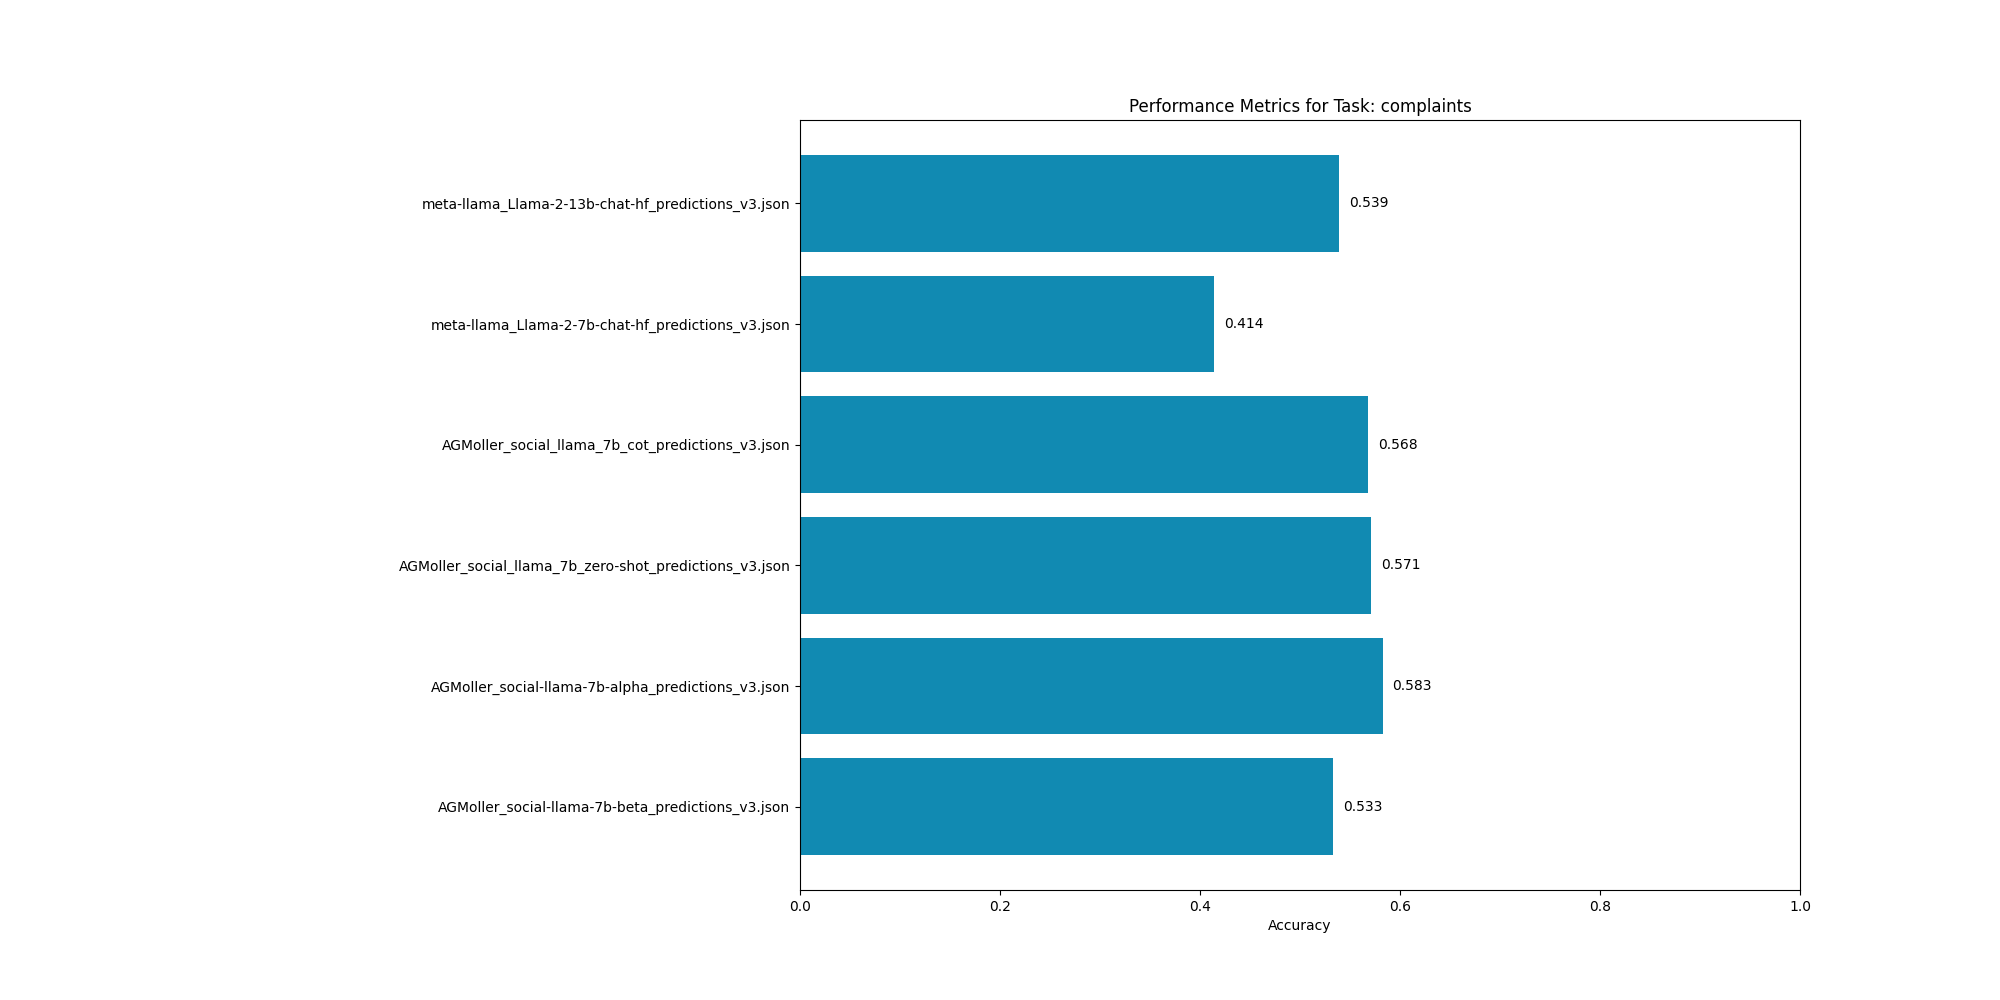 Performance Metrics for Task: complaints
meta-llama_Llama-2-13b-chat-hf_predictions_v3.json
0.539
meta-llama_Llama-2-7b-chat-hf_predictions_v3.json
0.414
AGMoller_social_llama_7b_cot_predictions_v3.json
0.568
AGMoller_social_llama_7b_zero-shot_predictions_v3.json
0.571
AGMoller_social-llama-7b-alpha_predictions_v3.json
0.583
AGMoller_social-llama-7b-beta_predictions_v3.json
0.533
0.0 0.2 0.4 0.6 0.8 1.0
Accuracy